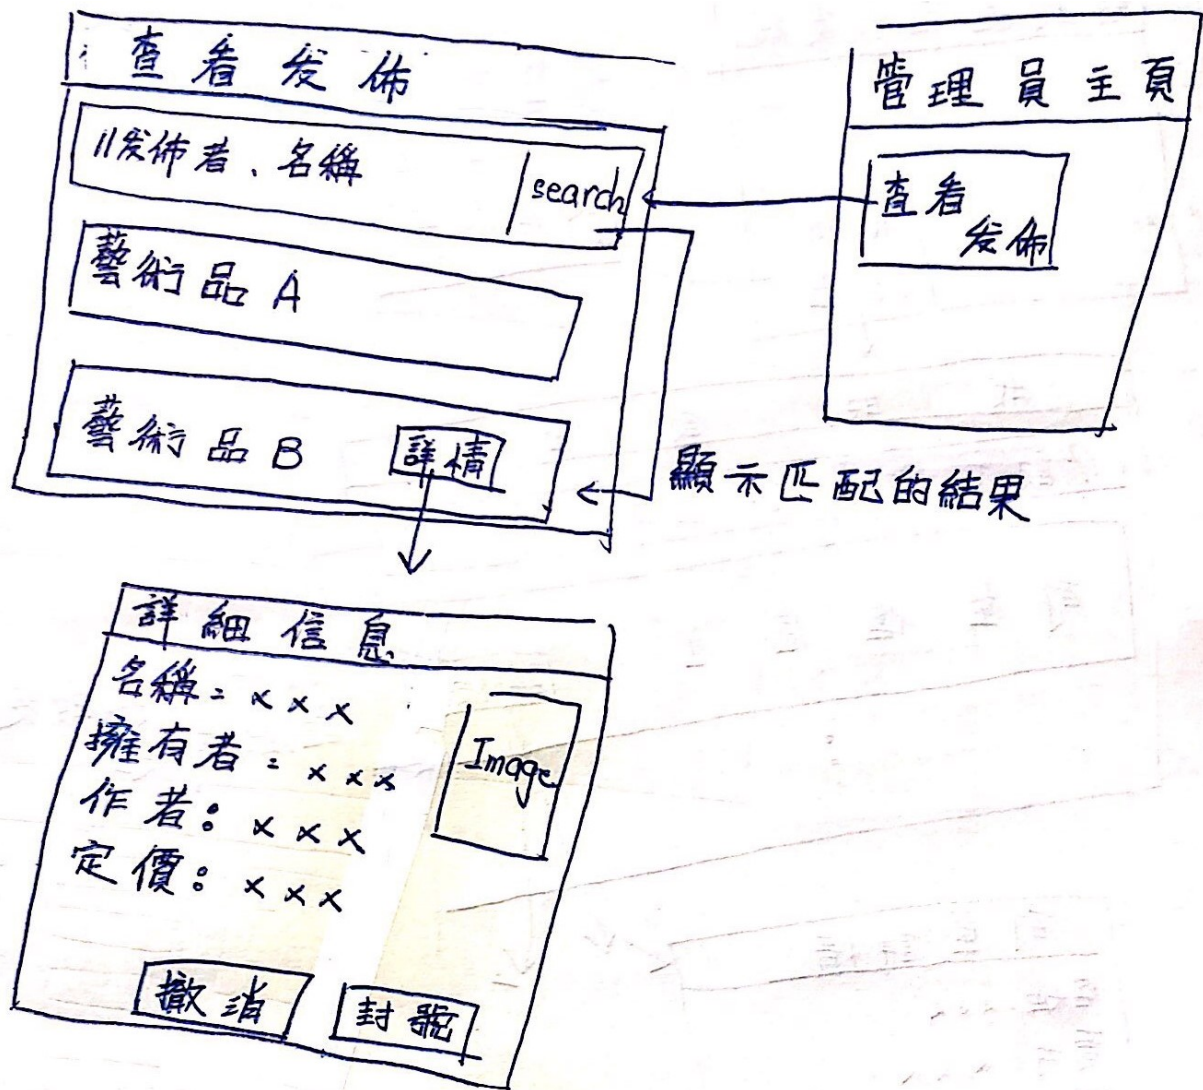 查看发佈
//发佈者、名稱
search
藝術品 A
藝術品 B
詳情
管理員主頁
查看
发佈
顯示匹配的結果
詳細信息
名稱：×××
擁有者：×××
作者：×××
定價：×××
Image
撤消
封號